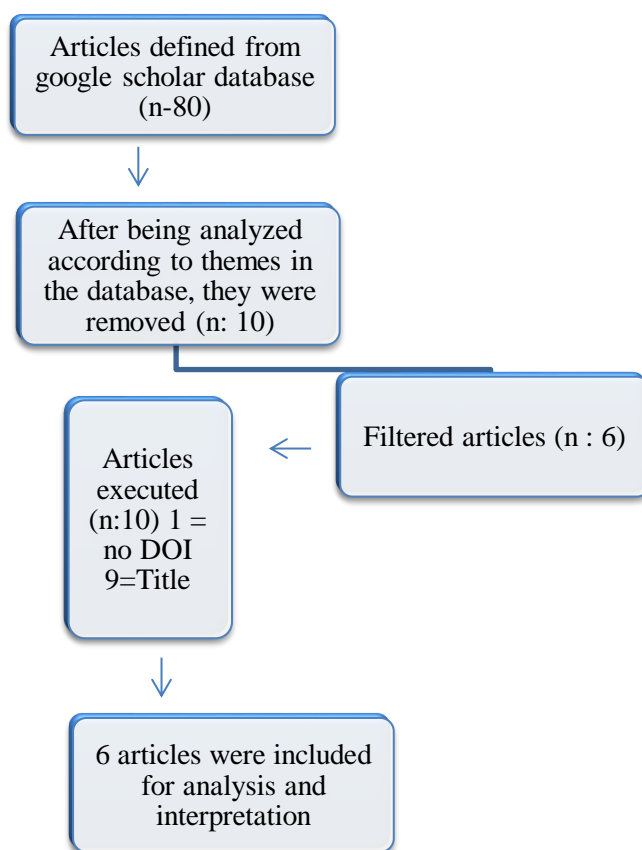 Articles defined from
google scholar database
(n-80)
After being analyzed
according to themes in
the database, they were
removed (n: 10)
Filtered articles (n : 6)
Articles
executed
(n:10) 1 =
no DOI
9=Title
6 articles were included
for analysis and
interpretation